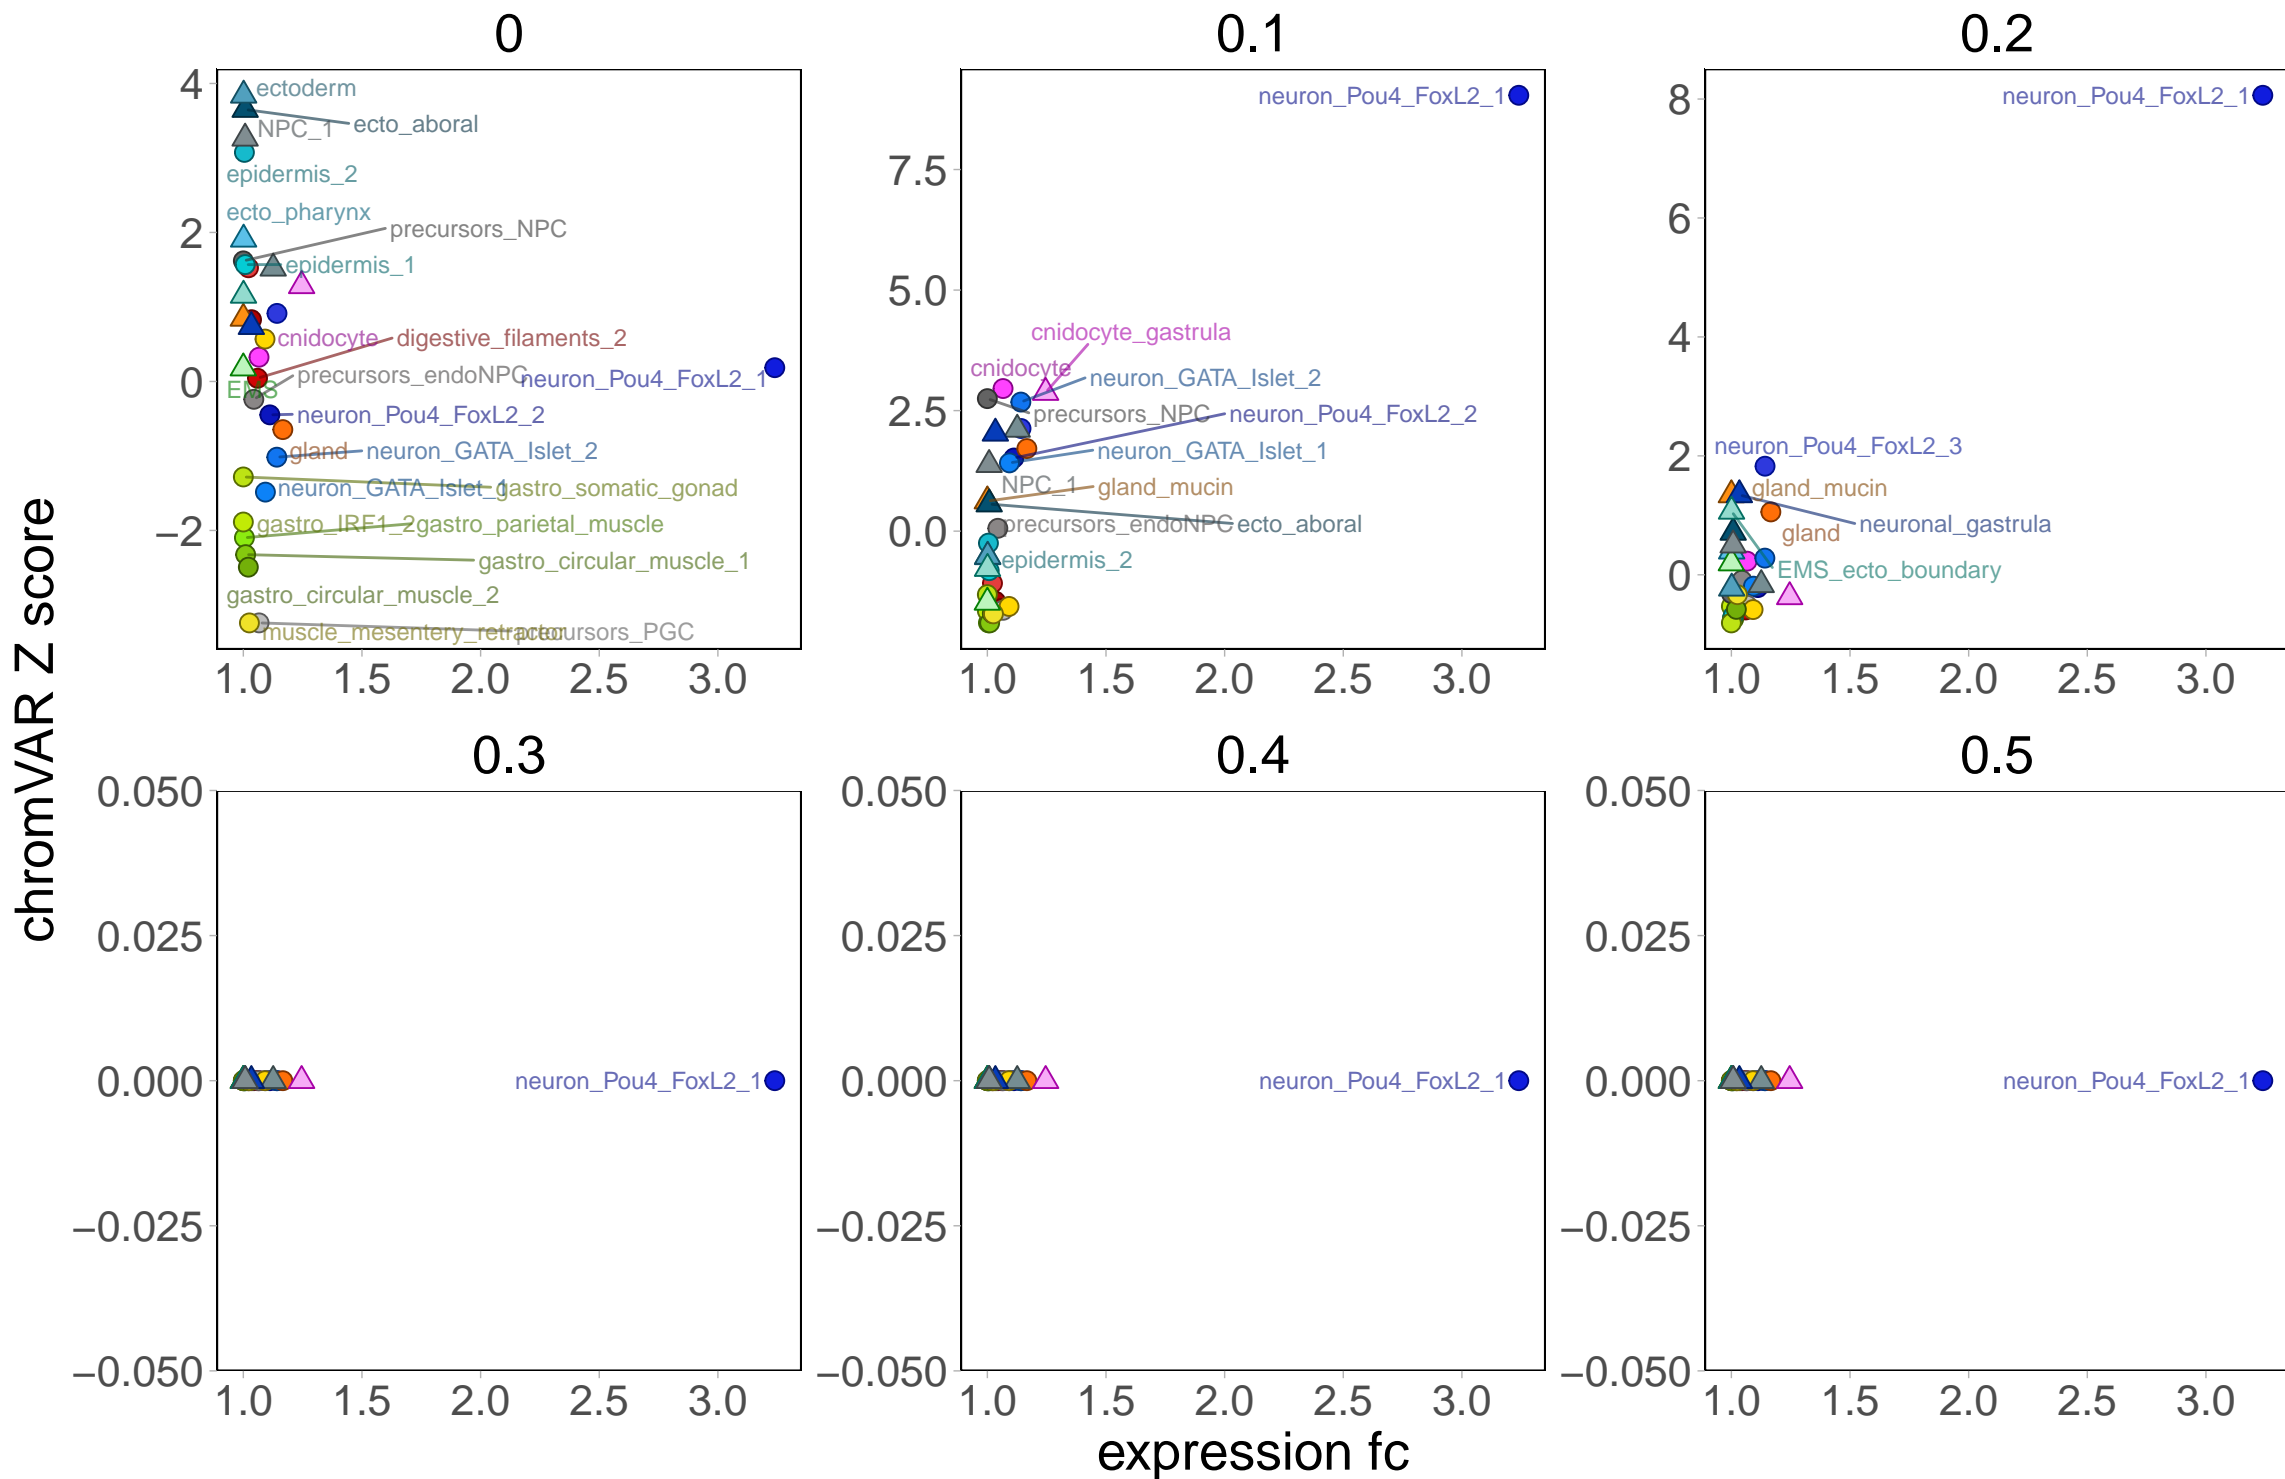 0
0.1
0.2
4
2
0
−2
ectoderm
ecto_aboral
NPC_1
epidermis_2
ecto_pharynx
precursors_NPC
epidermis_1
cnidocyte
digestive_filaments_2
precursors_endoNPC
neuron_Pou4_FoxL2_1
EMS
neuron_Pou4_FoxL2_2
gland
neuron_GATA_Islet_2
neuron_GATA_Islet_1
gastro_somatic_gonad
gastro_IRF1_2
gastro_parietal_muscle
gastro_circular_muscle_1
gastro_circular_muscle_2
muscle_mesentery_retractor
precursors_PGC
1.0 1.5 2.0 2.5 3.0
7.5
5.0
2.5
0.0
neuron_Pou4_FoxL2_1
cnidocyte_gastrula
cnidocyte
neuron_GATA_Islet_2
precursors_NPC
neuron_Pou4_FoxL2_2
neuron_GATA_Islet_1
NPC_1
gland_mucin
precursors_endoNPC
ecto_aboral
epidermis_2
1.0 1.5 2.0 2.5 3.0
8
6
4
2
0
neuron_Pou4_FoxL2_1
neuron_Pou4_FoxL2_3
gland_mucin
neuronal_gastrula
gland
EMS_ecto_boundary
1.0 1.5 2.0 2.5 3.0
chromVAR Z score
0.3
0.4
0.5
0.050
0.025
0.000
−0.025
−0.050
neuron_Pou4_FoxL2_1
1.0 1.5 2.0 2.5 3.0
0.050
0.025
0.000
−0.025
−0.050
neuron_Pou4_FoxL2_1
1.0 1.5 2.0 2.5 3.0
0.050
0.025
0.000
−0.025
−0.050
neuron_Pou4_FoxL2_1
1.0 1.5 2.0 2.5 3.0
expression fc